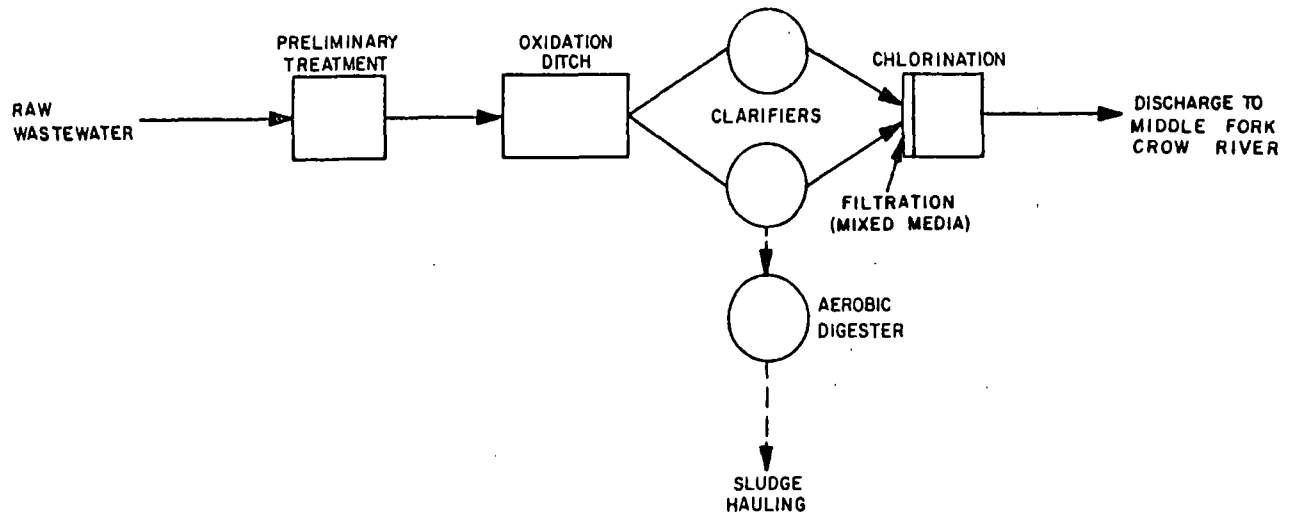 RAW
WASTEWATER
PRELIMINARY
TREATMENT
OXIDATION
DITCH
CLARIFIERS
CHLORINATION
FILTRATION
(MIXED MEDIA)
DISCHARGE TO
MIDDLE FORK
CROW RIVER
AEROBIC
DIGESTER
SLUDGE
HAULING